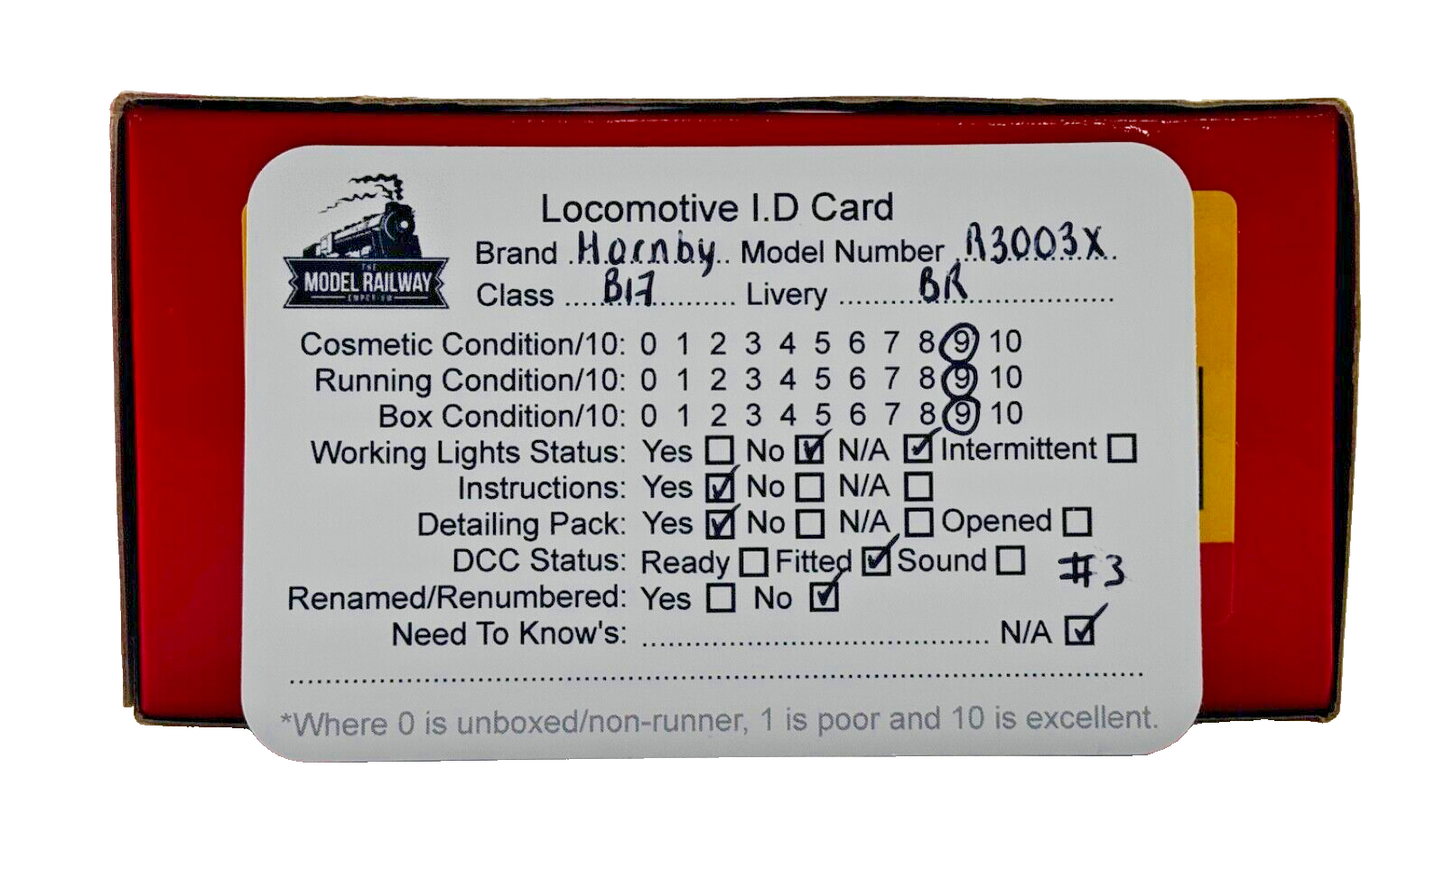 THE
MODEL RAILWAY
EMPORIUM
Locomotive I.D Card
Brand .Hornby.. Model Number .R3003X..
Class ....B17.......... Livery .........BR..................
Cosmetic Condition/10: 0 1 2 3 4 5 6 7 8 9 10
Running Condition/10: 0 1 2 3 4 5 6 7 8 9 10
Box Condition/10: 0 1 2 3 4 5 6 7 8 9 10
Working Lights Status: Yes ☐ No ☑ N/A ☑ Intermittent ☐
Instructions: Yes ☑ No ☐ N/A ☐
Detailing Pack: Yes ☑ No ☐ N/A ☐ Opened ☐
DCC Status: Ready ☐ Fitted ☑ Sound ☐ #3
Renamed/Renumbered: Yes ☐ No ☑
Need To Know's: ........................................ N/A ☑
*Where 0 is unboxed/non-runner, 1 is poor and 10 is excellent.